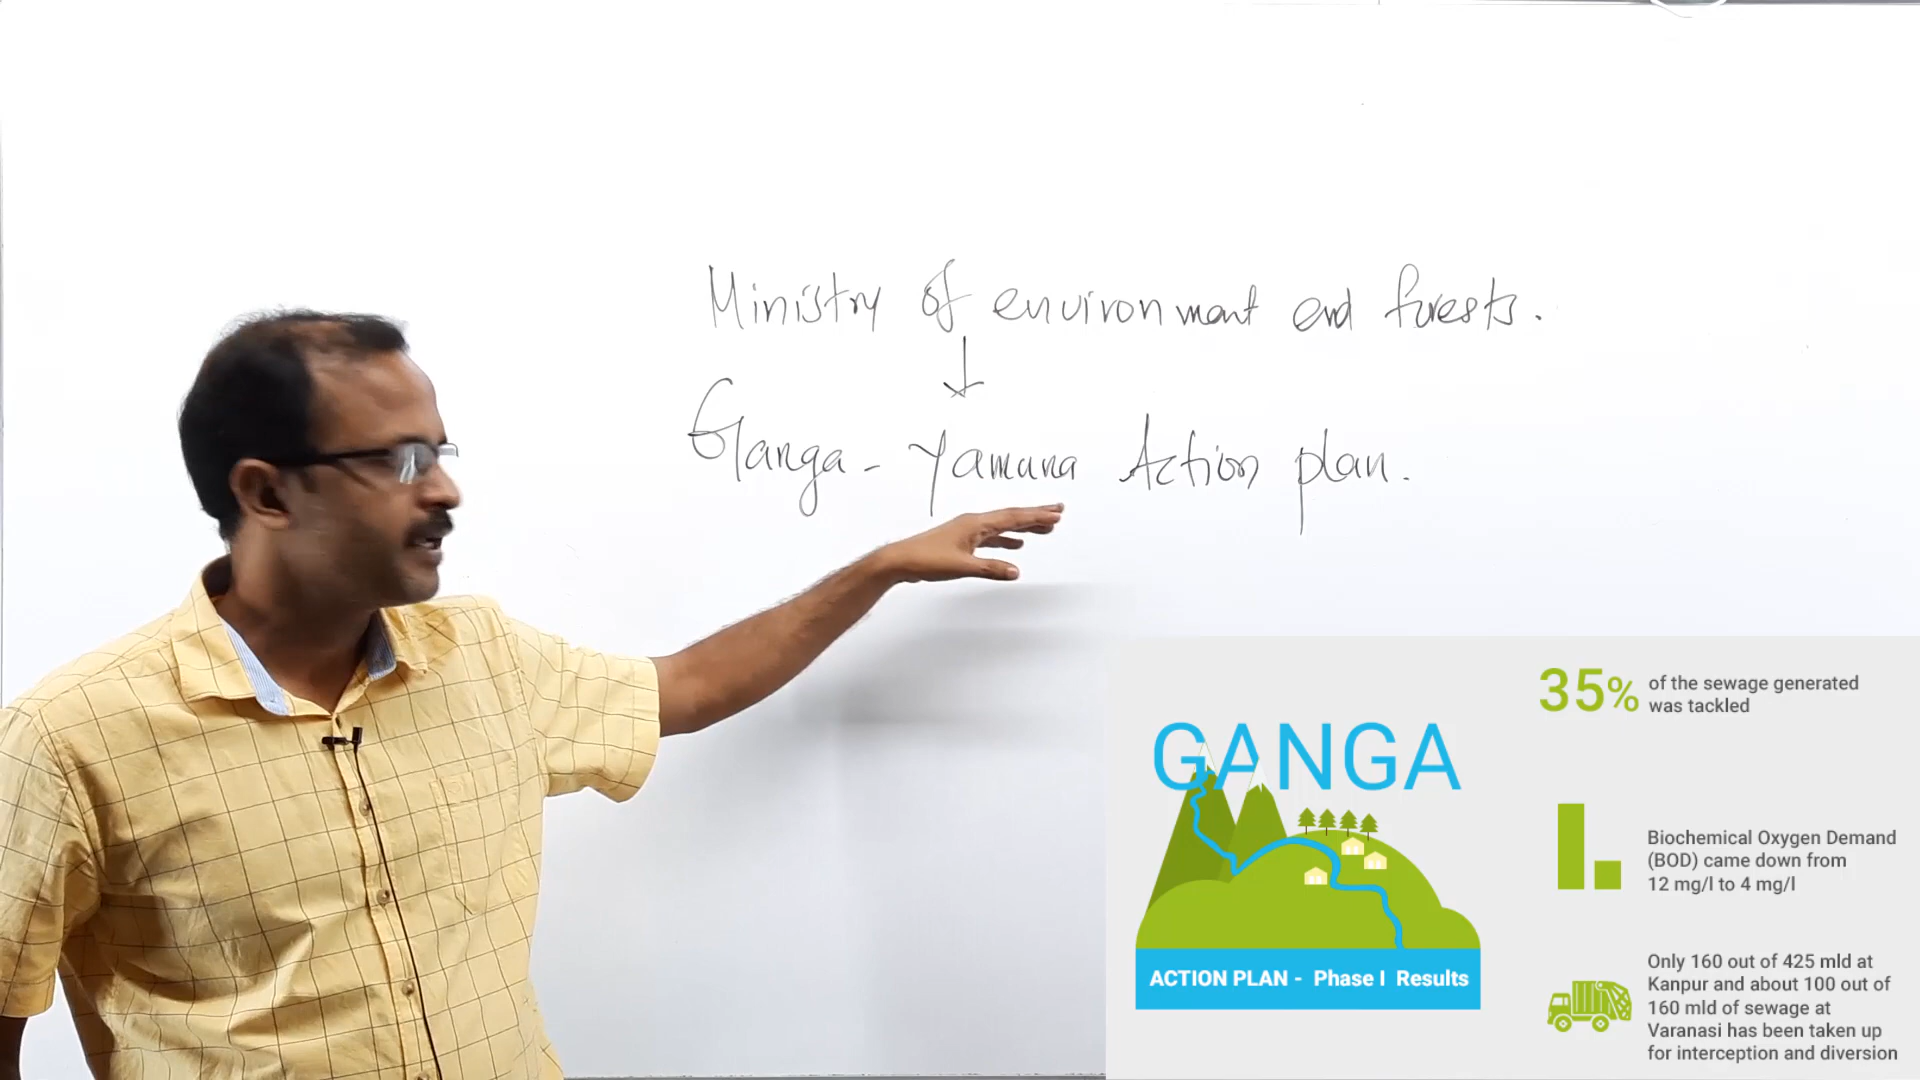 Ministry of environment and forests.
Ganga - Yamuna Action plan.
GANGA
ACTION PLAN - Phase I Results
35% of the sewage generated
was tackled
Biochemical Oxygen Demand
(BOD) came down from
12 mg/l to 4 mg/l
Only 160 out of 425 mld at
Kanpur and about 100 out of
160 mld of sewage at
Varanasi has been taken up
for interception and diversion